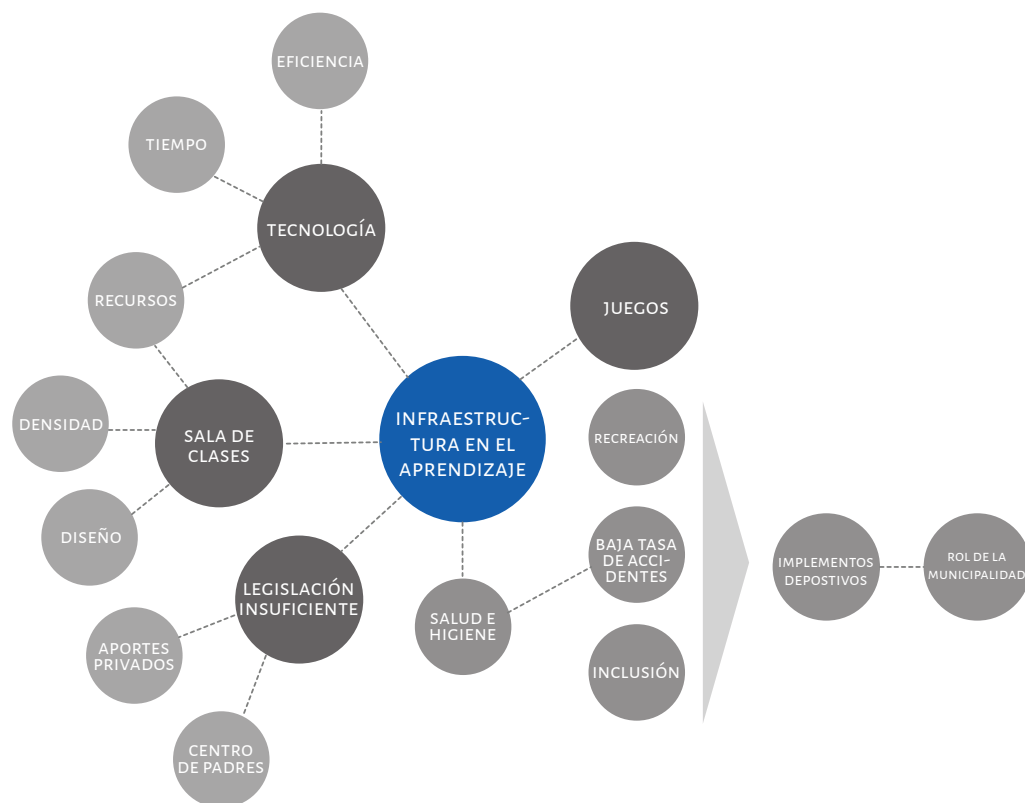 EFICIENCIA
TIEMPO
TECNOLOGÍA
RECURSOS
JUEGOS
DENSIDAD
SALA DE
CLASES
INFRAESTRUC-
TURA EN EL
APRENDIZAJE
RECREACIÓN
DISEÑO
BAJA TASA
DE ACCI-
DENTES
IMPLEMENTOS
DEPOSTIVOS
ROL DE LA
MUNICIPALIDAD
LEGISLACIÓN
INSUFICIENTE
SALUD E
HIGIENE
APORTES
PRIVADOS
INCLUSIÓN
CENTRO
DE PADRES